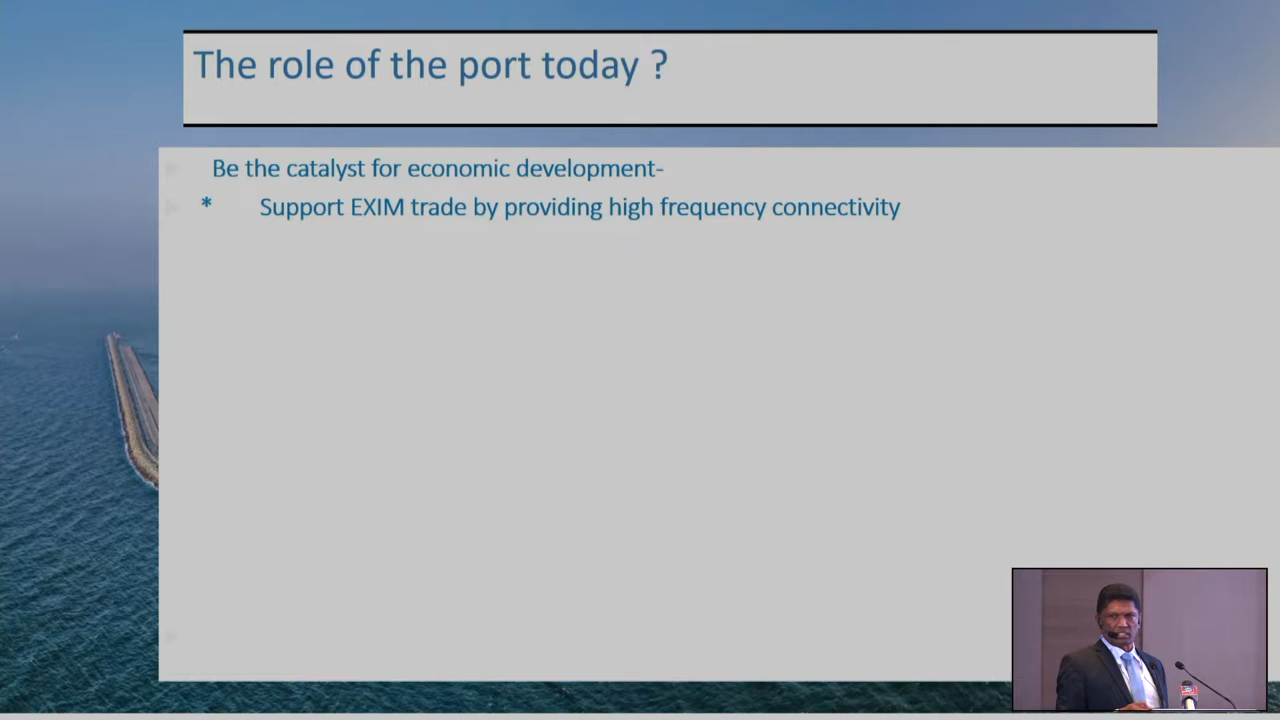 The role of the port today ?
Be the catalyst for economic development-
* Support EXIM trade by providing high frequency connectivity